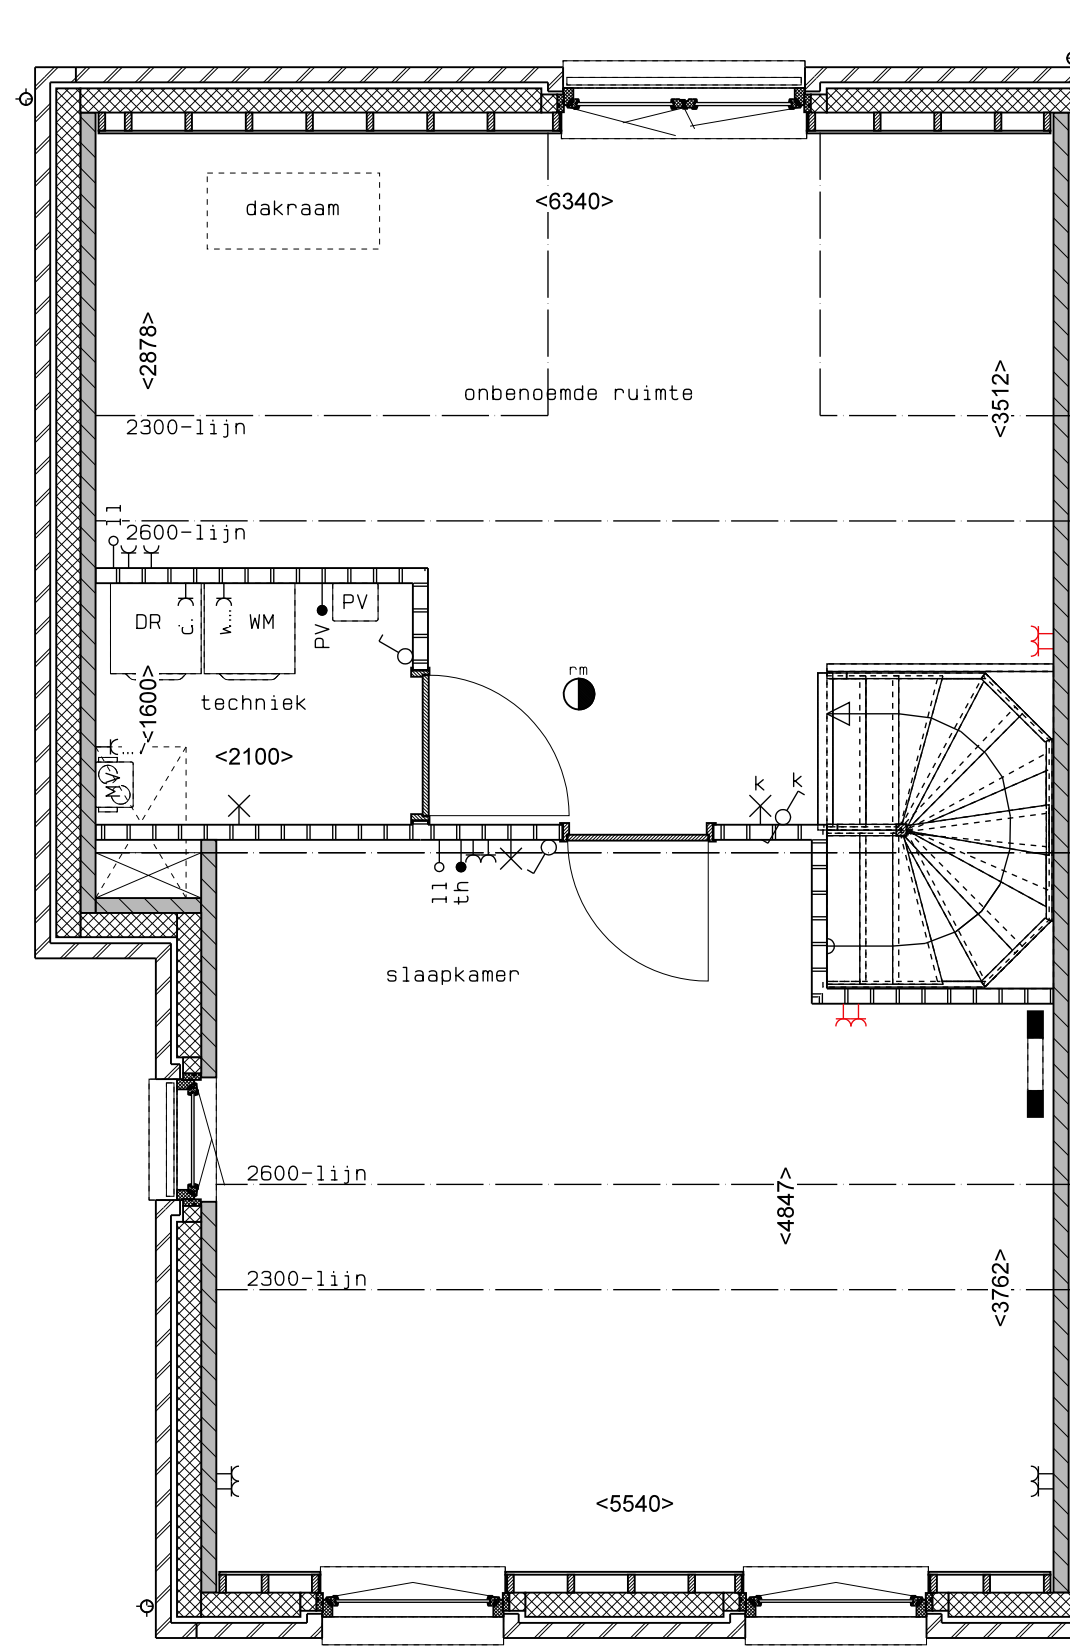 <6340>
dakraam
<2878>
onbenoemde ruimte
<3512>
2300-lijn
ll
2600-lijn
DR
c.
w...
WM
PV
PV
rm
<1600>
techniek
<2100>
...
MV
k
k
ll
th
slaapkamer
2600-lijn
<4847>
2300-lijn
<3762>
<5540>